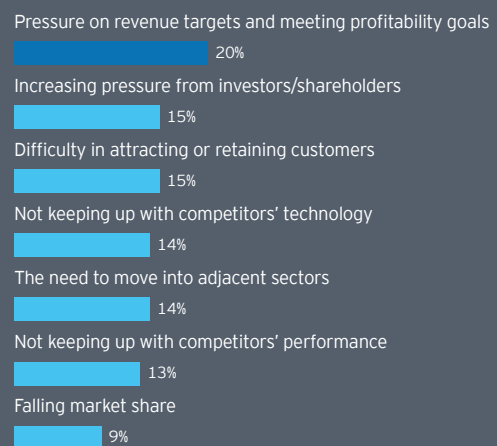 Pressure on revenue targets and meeting profitability goals
20%
Increasing pressure from investors/shareholders
15%
Difficulty in attracting or retaining customers
15%
Not keeping up with competitors’ technology
14%
The need to move into adjacent sectors
14%
Not keeping up with competitors’ performance
13%
Falling market share
9%